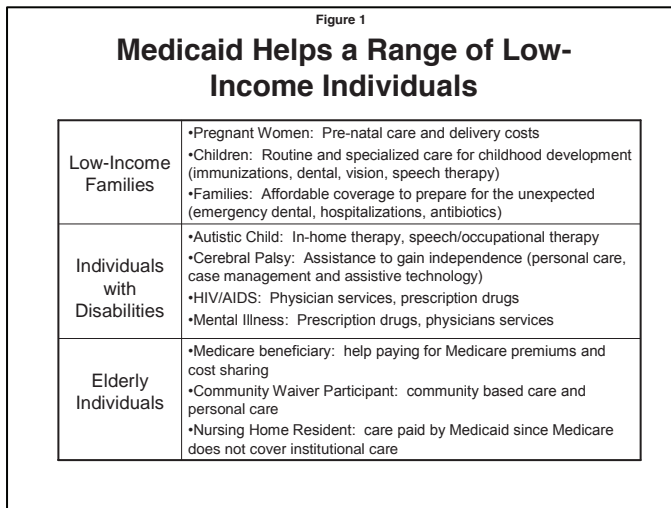 Figure 1
Medicaid Helps a Range of Low-
Income Individuals
Low-Income
Families
•Pregnant Women: Pre-natal care and delivery costs
•Children: Routine and specialized care for childhood development
(immunizations, dental, vision, speech therapy)
•Families: Affordable coverage to prepare for the unexpected
(emergency dental, hospitalizations, antibiotics)
Individuals
with
Disabilities
•Autistic Child: In-home therapy, speech/occupational therapy
•Cerebral Palsy: Assistance to gain independence (personal care,
case management and assistive technology)
•HIV/AIDS: Physician services, prescription drugs
•Mental Illness: Prescription drugs, physicians services
Elderly
Individuals
•Medicare beneficiary: help paying for Medicare premiums and
cost sharing
•Community Waiver Participant: community based care and
personal care
•Nursing Home Resident: care paid by Medicaid since Medicare
does not cover institutional care